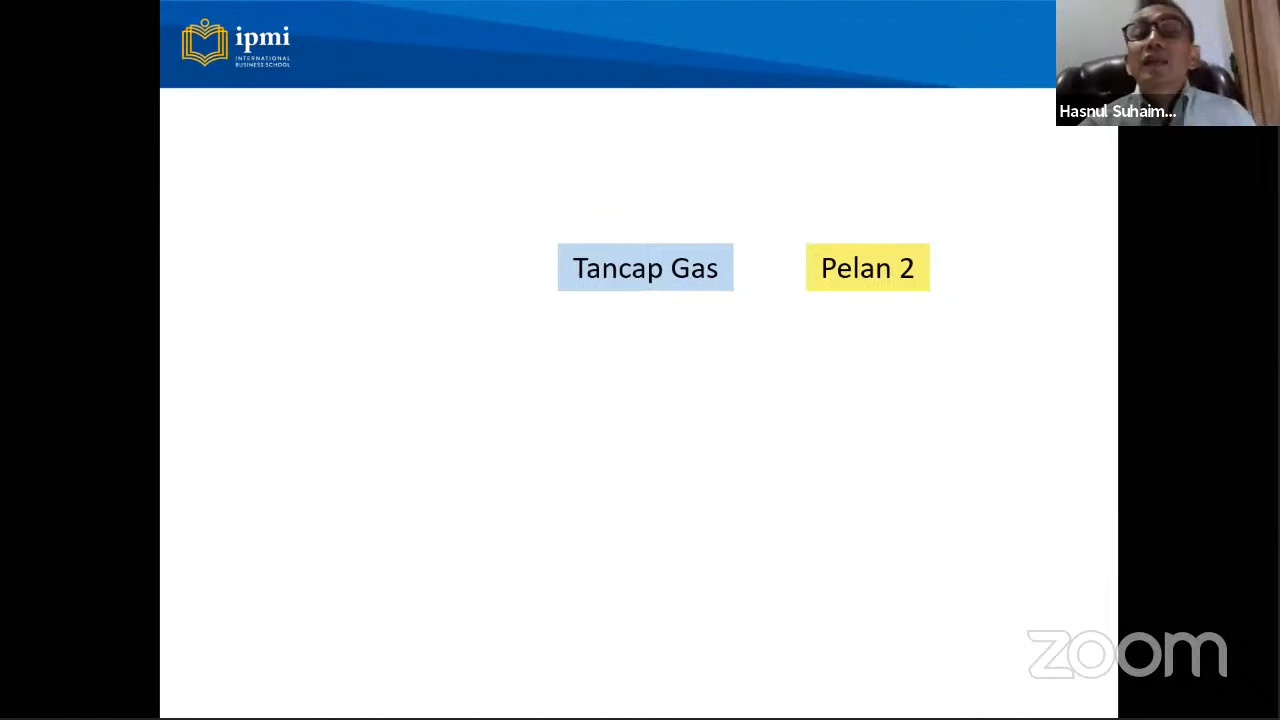 ipmi
INTERNATIONAL
BUSINESS SCHOOL
Hasnul Suhaim...
Tancap Gas
Pelan 2
zoom